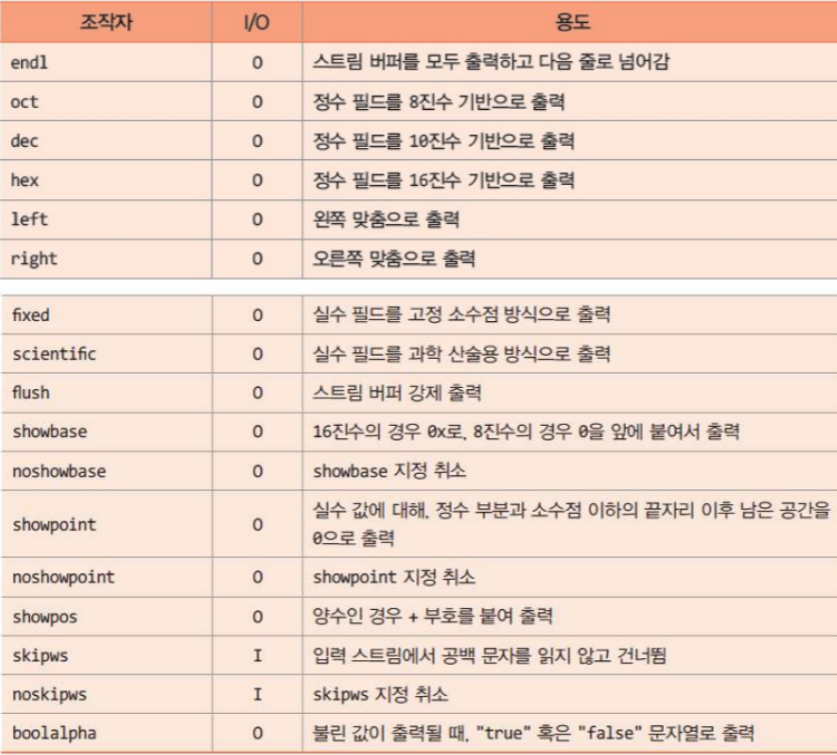 조작자 I/O 용도
endl O 스트림 버퍼를 모두 출력하고 다음 줄로 넘어감
oct O 정수 필드를 8진수 기반으로 출력
dec O 정수 필드를 10진수 기반으로 출력
hex O 정수 필드를 16진수 기반으로 출력
left O 왼쪽 맞춤으로 출력
right O 오른쪽 맞춤으로 출력
fixed O 실수 필드를 고정 소수점 방식으로 출력
scientific O 실수 필드를 과학 산술용 방식으로 출력
flush O 스트림 버퍼 강제 출력
showbase O 16진수의 경우 0x로, 8진수의 경우 0을 앞에 붙여서 출력
noshowbase O showbase 지정 취소
showpoint O 실수 값에 대해, 정수 부분과 소수점 이하의 끝자리 이후 남은 공간을
0으로 출력
noshowpoint O showpoint 지정 취소
showpos O 양수인 경우 + 부호를 붙여 출력
skipws I 입력 스트림에서 공백 문자를 읽지 않고 건너뜀
noskipws I skipws 지정 취소
boolalpha O 불린 값이 출력될 때, "true" 혹은 "false" 문자열로 출력